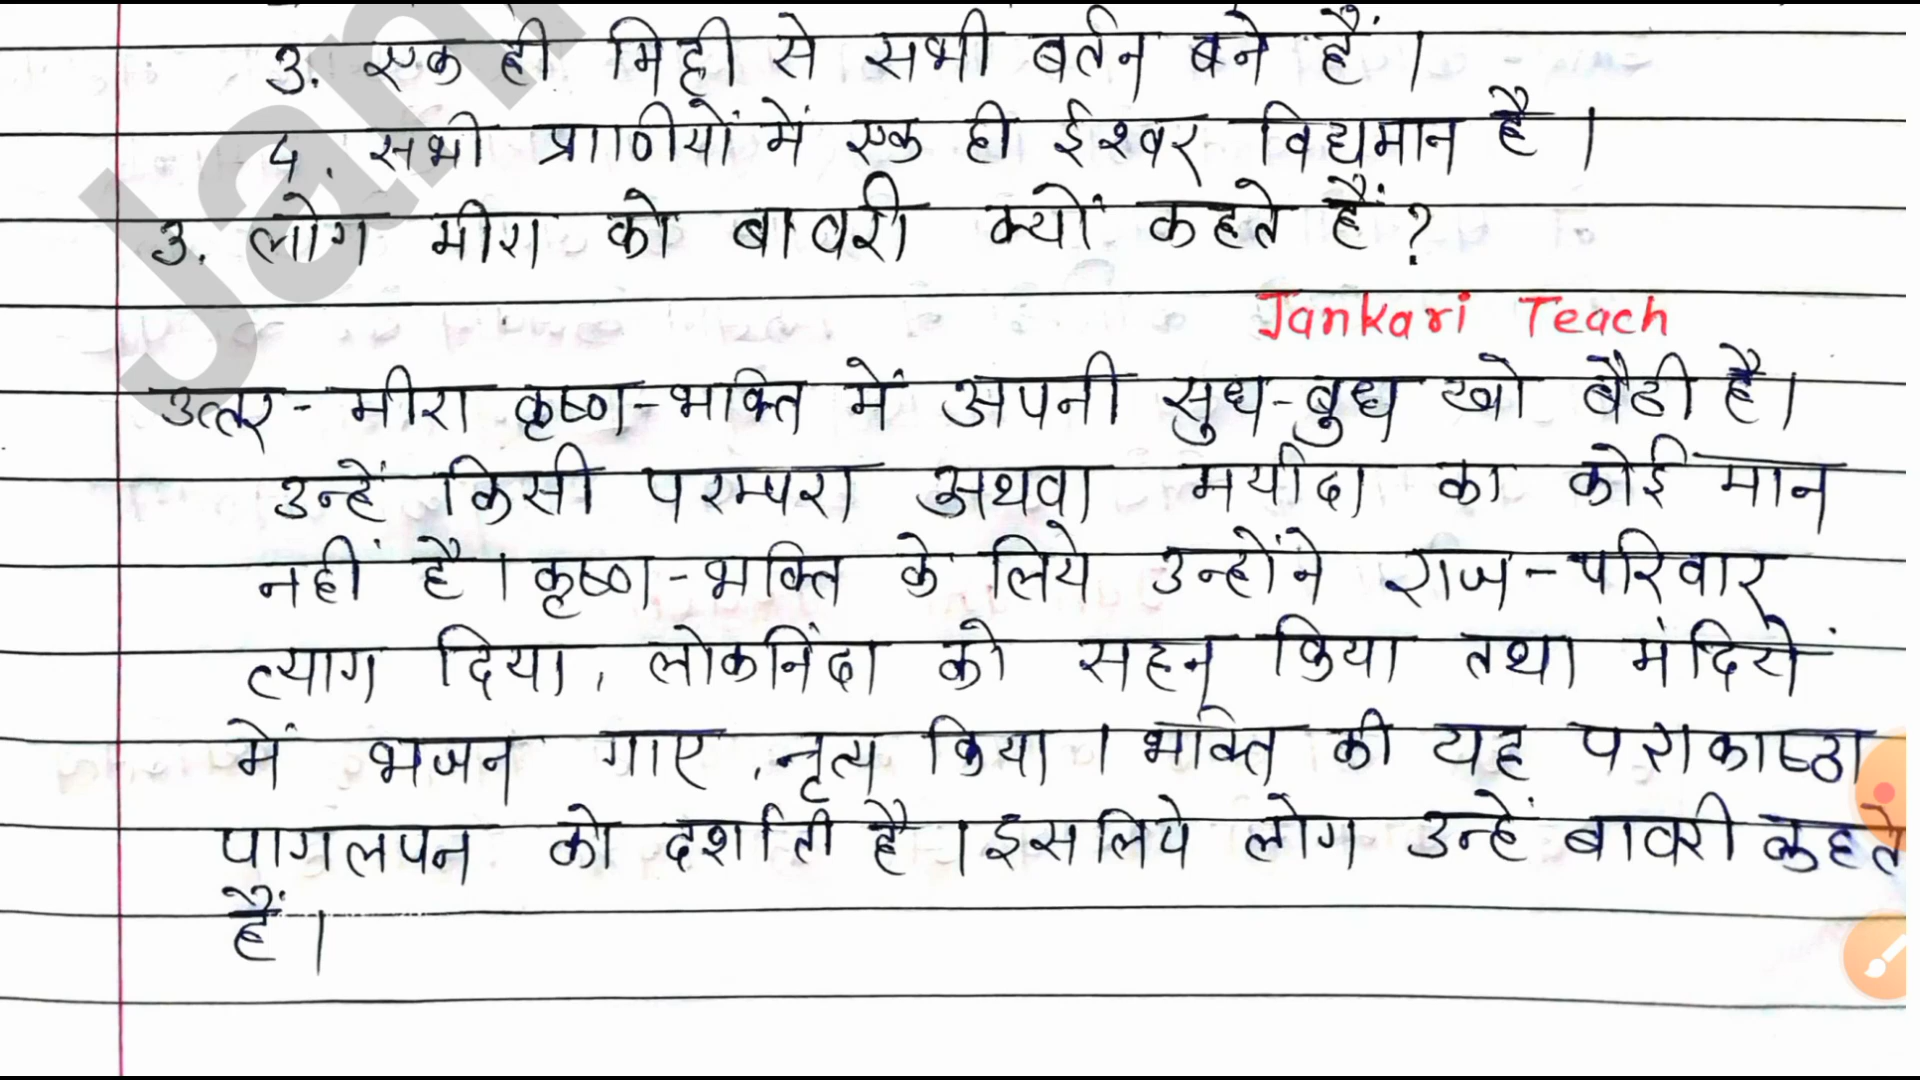 3. एक ही मिट्टी से सभी बर्तन बने हैं।
4. सभी प्राणीयों में एक ही ईश्वर विद्यमान है।
3. लोग मीरा को बावरी क्यों कहते हैं?
Jankari Teach
उत्तर- मीरा कृष्ण-भक्ति में अपनी सुध-बुध खो बैठी है।
उन्हें किसी परम्परा अथवा मर्यादा का कोई मान
नहीं है। कृष्ण-भक्ति के लिये उन्होंने राज-परिवार
त्याग दिया, लोकनिंदा को सहन किया तथा मंदिरों
में भजन गाए, नृत्य किया। भक्ति की यह पराकाष्ठा
पागलपन को दर्शाती है। इसलिये लोग उन्हें बावरी कहते
हैं।